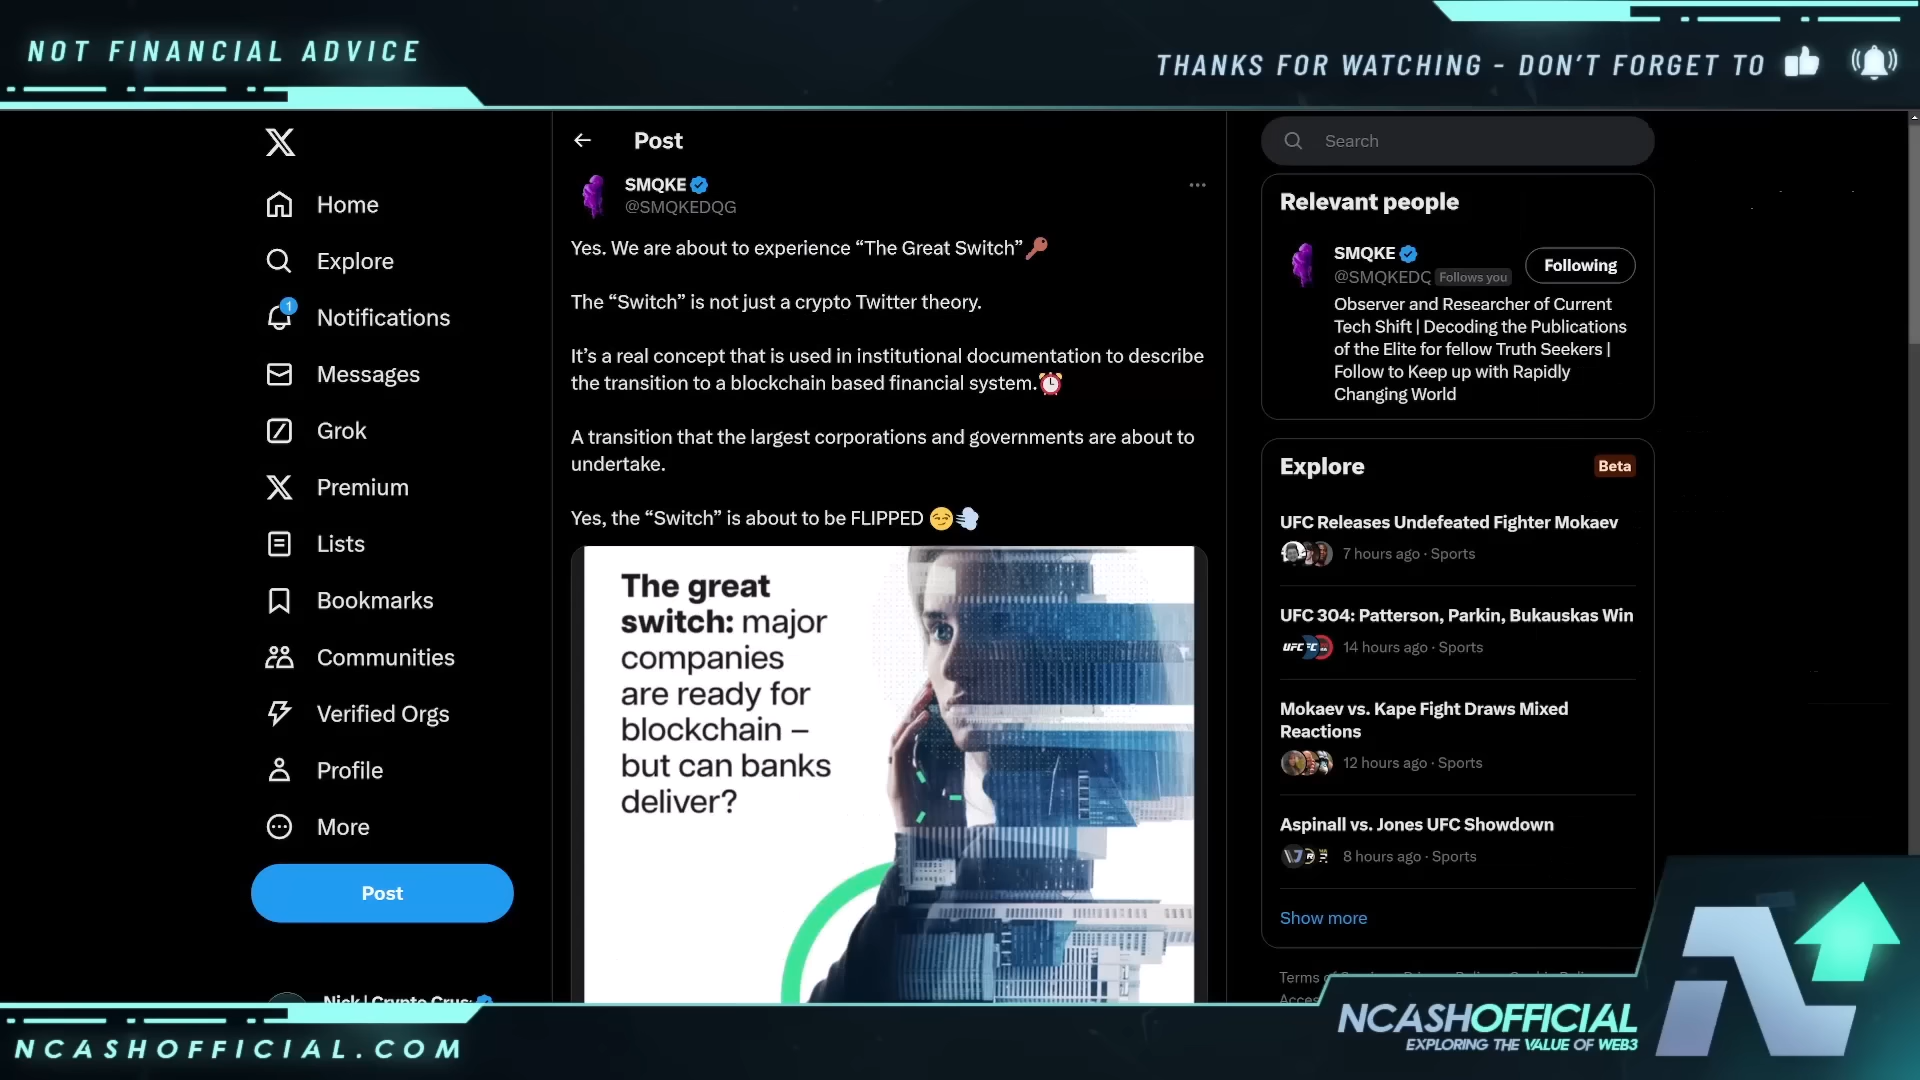 NOT FINANCIAL ADVICE
THANKS FOR WATCHING - DON'T FORGET TO
Home
Explore
1
Notifications
Messages
Grok
Premium
Lists
Bookmarks
Communities
Verified Orgs
Profile
More
Post
Nick | Crypto
Post
SMQKE
@SMQKEDQG
Yes. We are about to experience “The Great Switch”
The “Switch” is not just a crypto Twitter theory.
It’s a real concept that is used in institutional documentation to describe
the transition to a blockchain based financial system.
A transition that the largest corporations and governments are about to
undertake.
Yes, the “Switch” is about to be FLIPPED
The great
switch: major
companies
are ready for
blockchain –
but can banks
deliver?
Search
Relevant people
SMQKE
Following
@SMQKEDQ Follows you
Observer and Researcher of Current
Tech Shift | Decoding the Publications
of the Elite for fellow Truth Seekers |
Follow to Keep up with Rapidly
Changing World
Explore
Beta
UFC Releases Undefeated Fighter Mokaev
7 hours ago · Sports
UFC 304: Patterson, Parkin, Bukauskas Win
14 hours ago · Sports
Mokaev vs. Kape Fight Draws Mixed
Reactions
12 hours ago · Sports
Aspinall vs. Jones UFC Showdown
8 hours ago · Sports
Show more
Terms
NCASHOFFICIAL.COM
NCASHOFFICIAL
EXPLORING THE VALUE OF WEB3